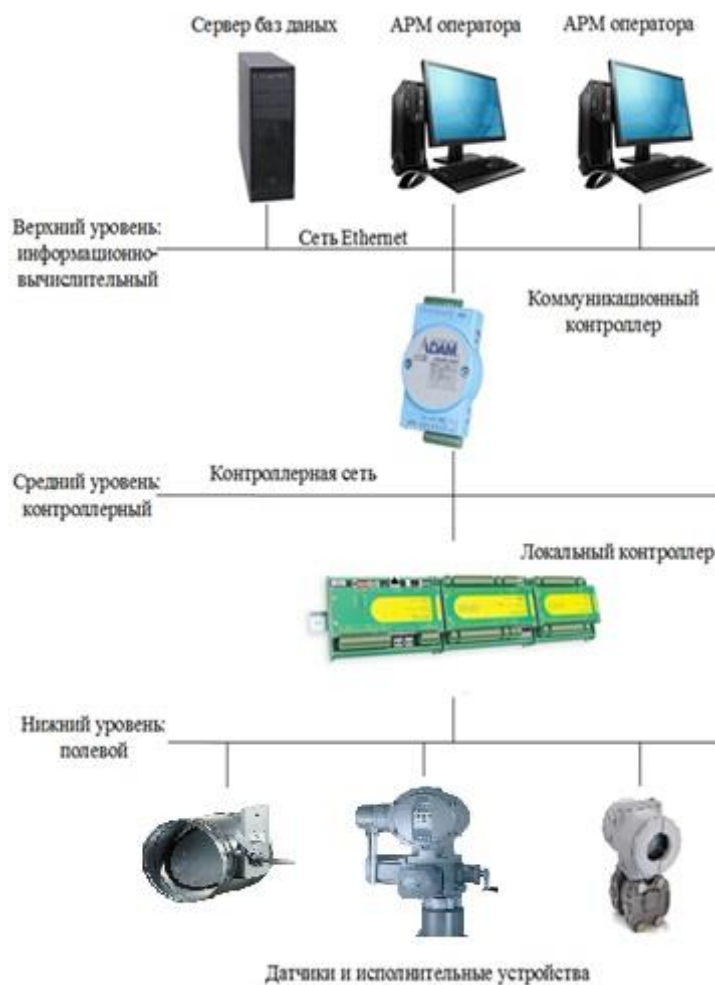 Сервер баз даных
АРМ оператора
АРМ оператора
Верхний уровень:
информационно-
вычислительный
Сеть Ethernet
Коммуникационный
контроллер
ADAM
Контроллерная сеть
Средний уровень:
контроллерный
Локальный контроллер
Нижний уровень:
полевой
Датчики и исполнительные устройства